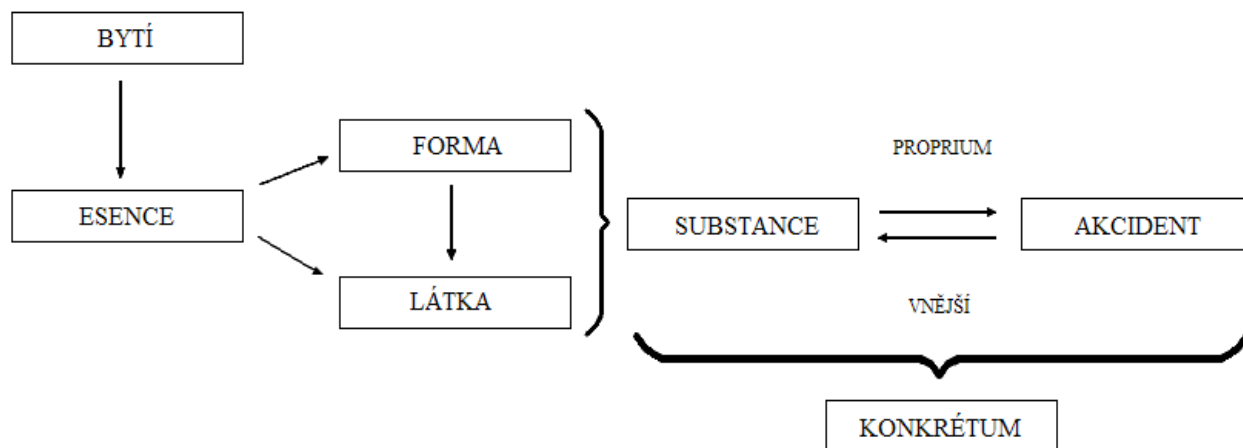 BYTÍ
ESENCE
FORMA
LÁTKA
SUBSTANCE
PROPRIUM
AKCIDENT
VNĚJŠÍ
KONKRÉTUM